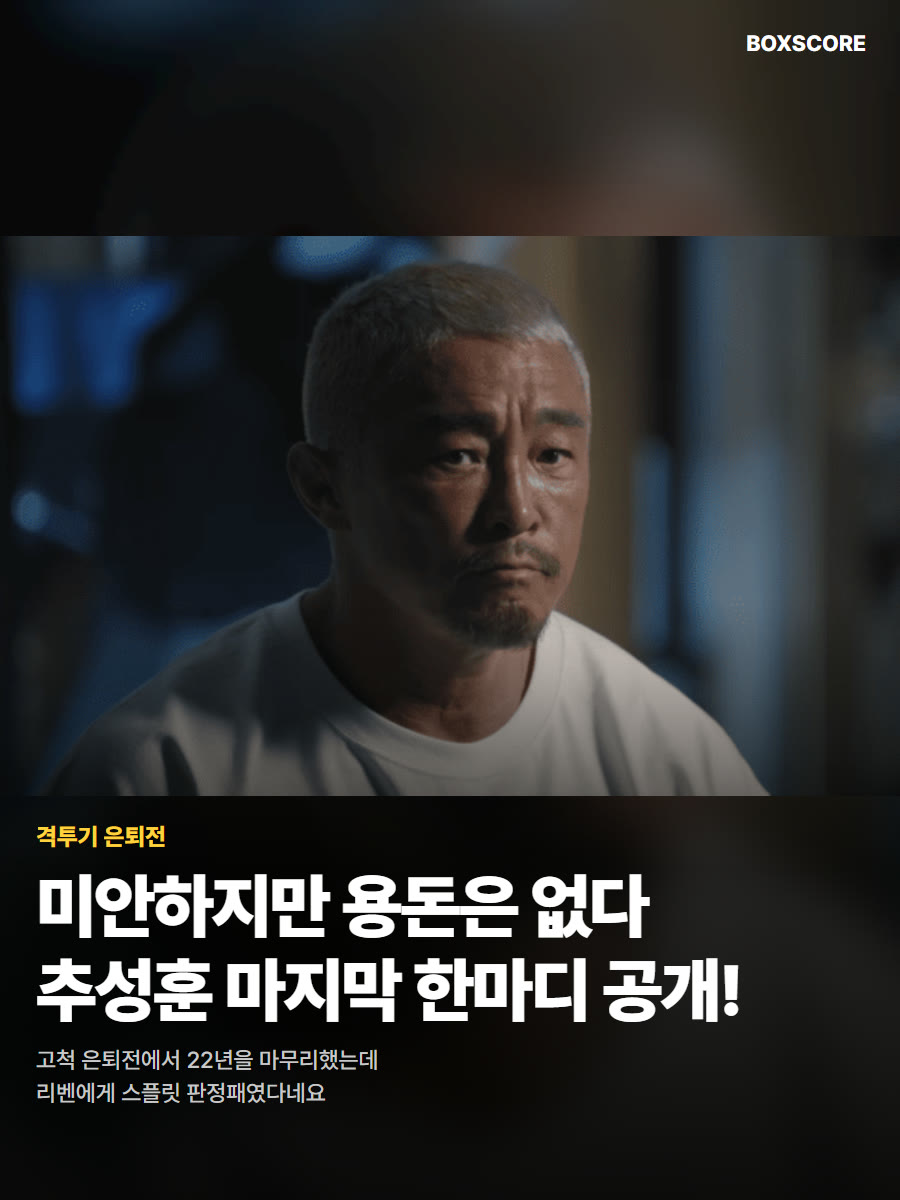 BOXSCORE
격투기 은퇴전
미안하지만 용돈은 없다
추성훈 마지막 한마디 공개!
고척 은퇴전에서 22년을 마무리했는데
리벤에게 스플릿 판정패였다네요